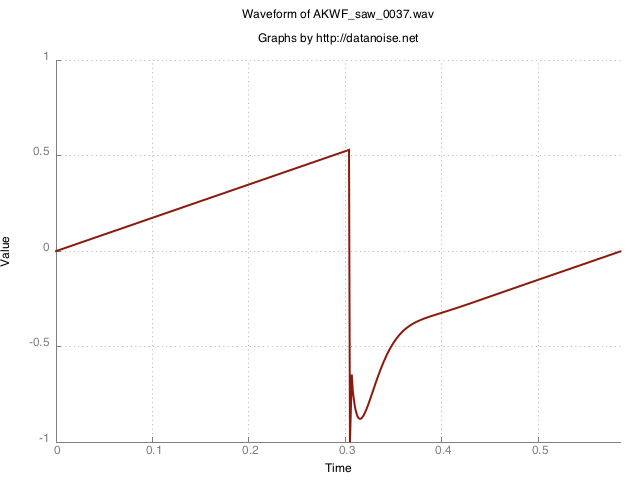 Waveform of AKWF_saw_0037.wav
Graphs by http://datanoise.net
1
0.5
0
-0.5
-1
Value
0 0.1 0.2 0.3 0.4 0.5
Time